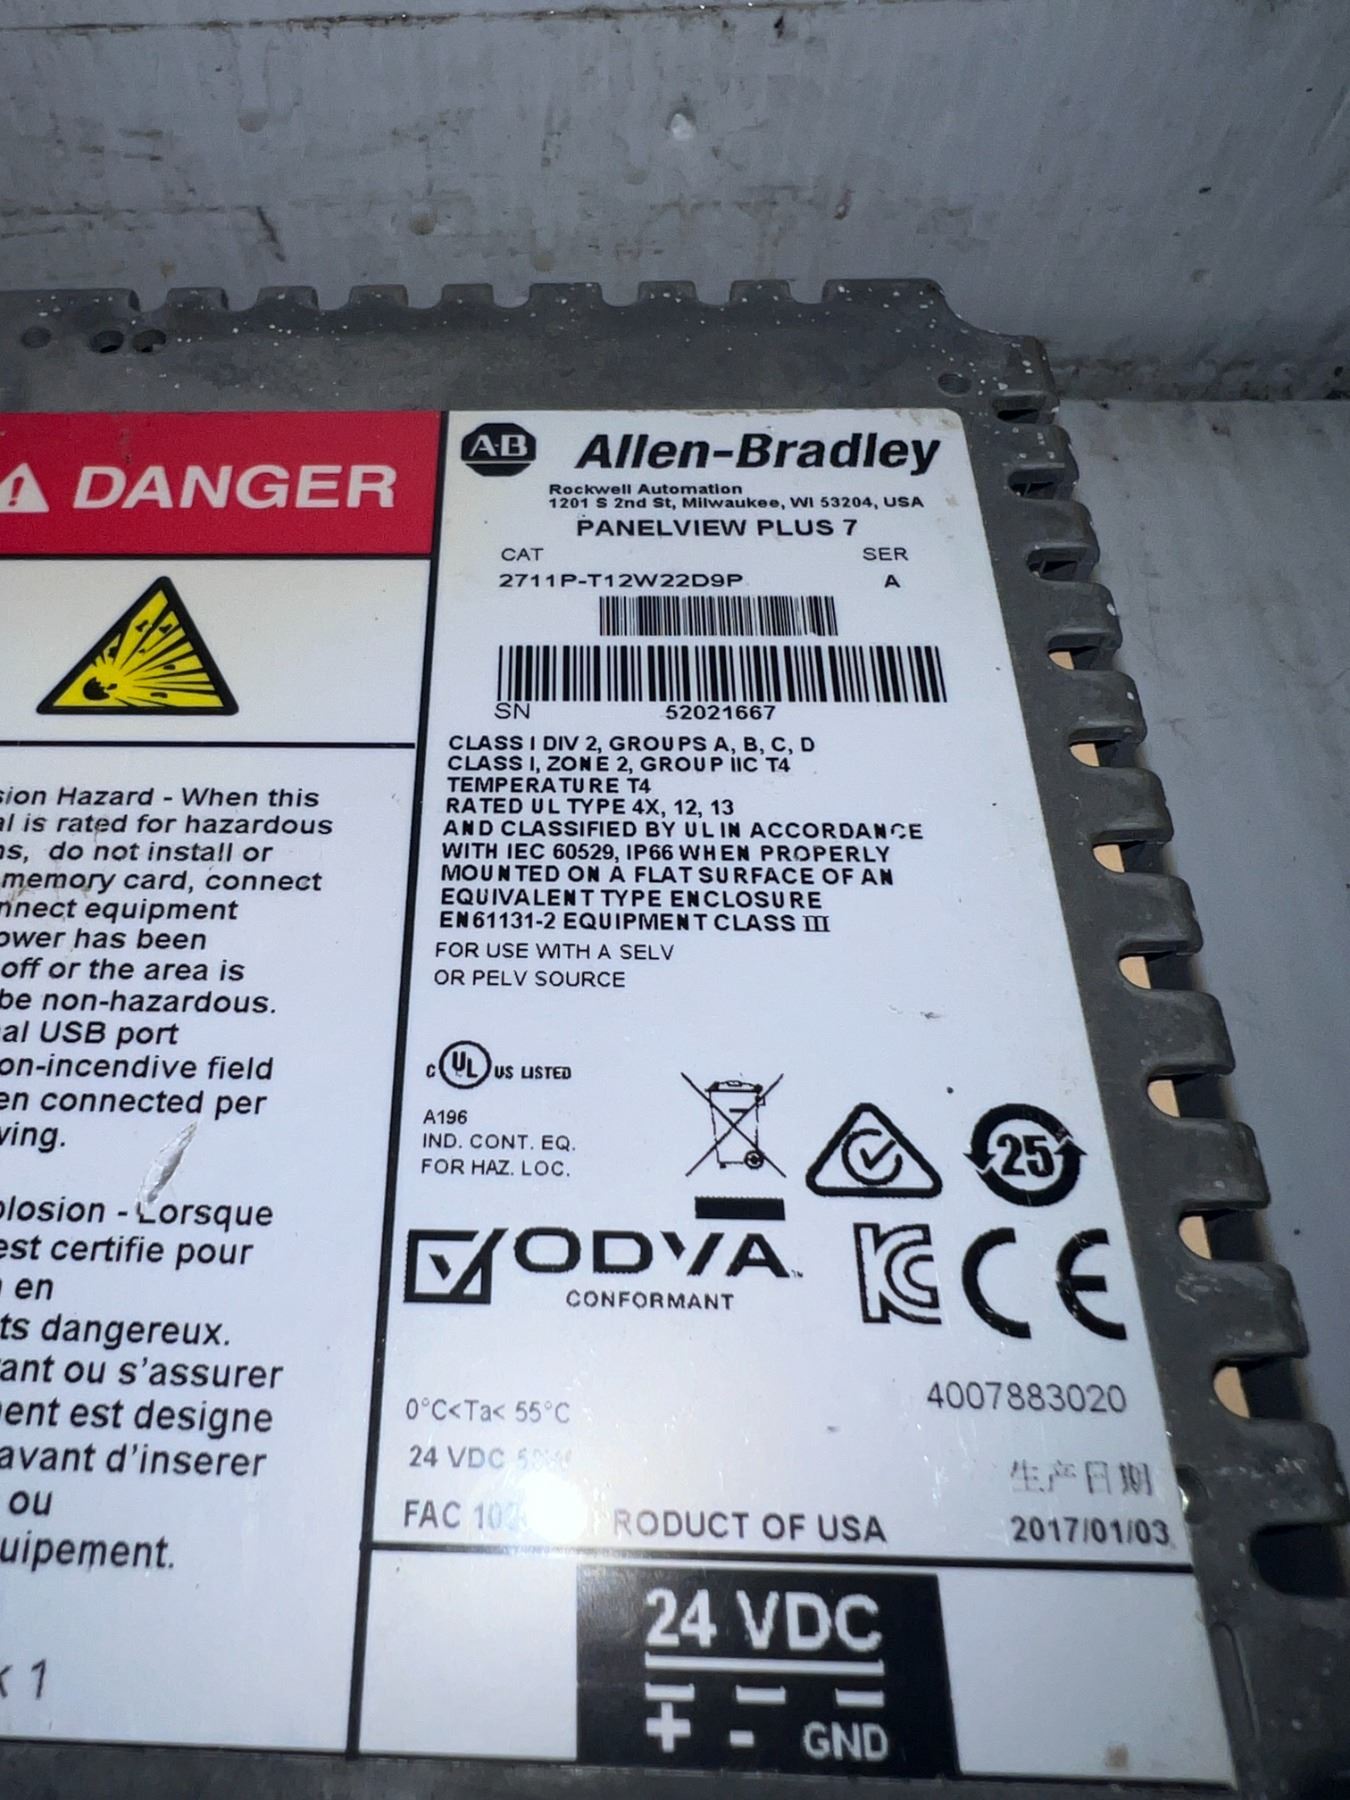 DANGER
sion Hazard - When this
al is rated for hazardous
ns, do not install or
memory card, connect
nnect equipment
ower has been
off or the area is
be non-hazardous.
al USB port
on-incendive field
en connected per
wing.
plosion - Lorsque
est certifie pour
en
ts dangereux.
rant ou s'assurer
ent est designe
avant d'inserer
ou
uipement.
k 1
A-B Allen-Bradley
Rockwell Automation
1201 S 2nd St, Milwaukee, WI 53204, USA
PANELVIEW PLUS 7
CAT SER
2711P-T12W22D9P A
SN 52021667
CLASS I DIV 2, GROUPS A, B, C, D
CLASS I, ZONE 2, GROUP IIC T4
TEMPERATURE T4
RATED UL TYPE 4X, 12, 13
AND CLASSIFIED BY UL IN ACCORDANCE
WITH IEC 60529, IP66 WHEN PROPERLY
MOUNTED ON A FLAT SURFACE OF AN
EQUIVALENT TYPE ENCLOSURE
EN61131-2 EQUIPMENT CLASS III
FOR USE WITH A SELV
OR PELV SOURCE
C UL US LISTED
A196
IND. CONT. EQ.
FOR HAZ. LOC.
25
ODVA
CONFORMANT
KC CE
4007883020
0°C<Ta< 55°C
24 VDC
生产日期
FAC RODUCT OF USA 2017/01/03
24 VDC
+ - GND